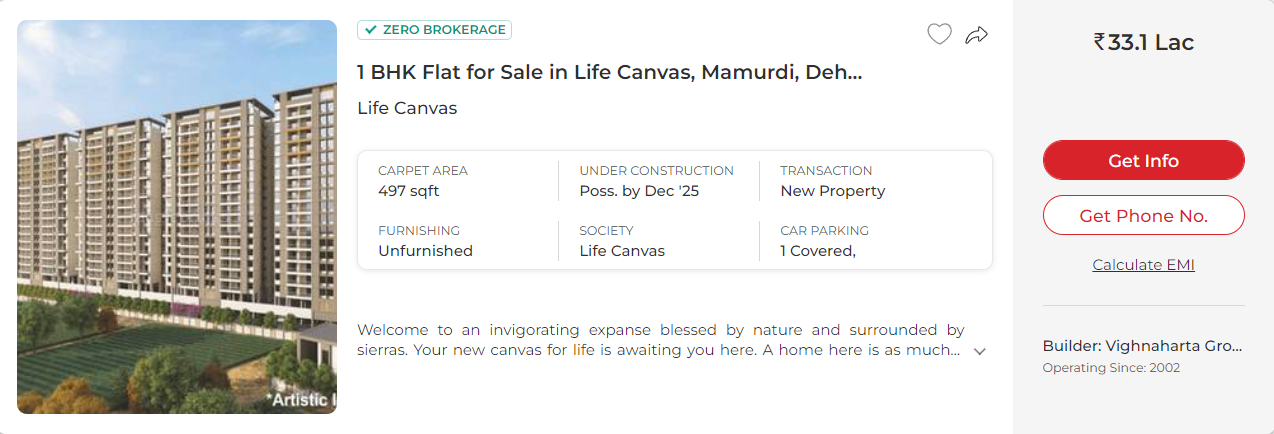 ZERO BROKERAGE
1 BHK Flat for Sale in Life Canvas, Mamurdi, Deh...
Life Canvas
CARPET AREA
497 sqft
UNDER CONSTRUCTION
Poss. by Dec '25
TRANSACTION
New Property
FURNISHING
Unfurnished
SOCIETY
Life Canvas
CAR PARKING
1 Covered,
Welcome to an invigorating expanse blessed by nature and surrounded by
sierras. Your new canvas for life is awaiting you here. A home here is as much...
*Artistic I
₹33.1 Lac
Get Info
Get Phone No.
Calculate EMI
Builder: Vighnaharta Gro...
Operating Since: 2002